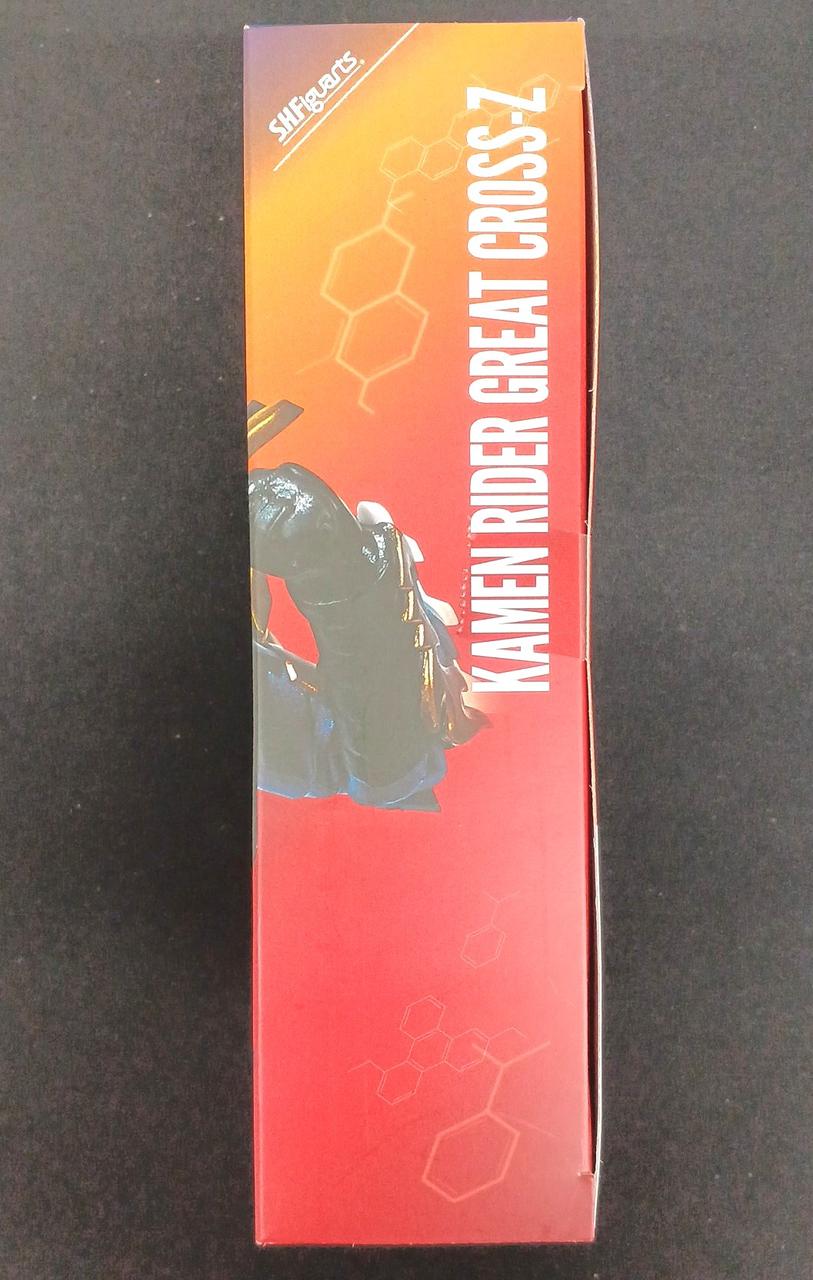 S.H.Figuarts
KAMEN RIDER GREAT CROSS-Z